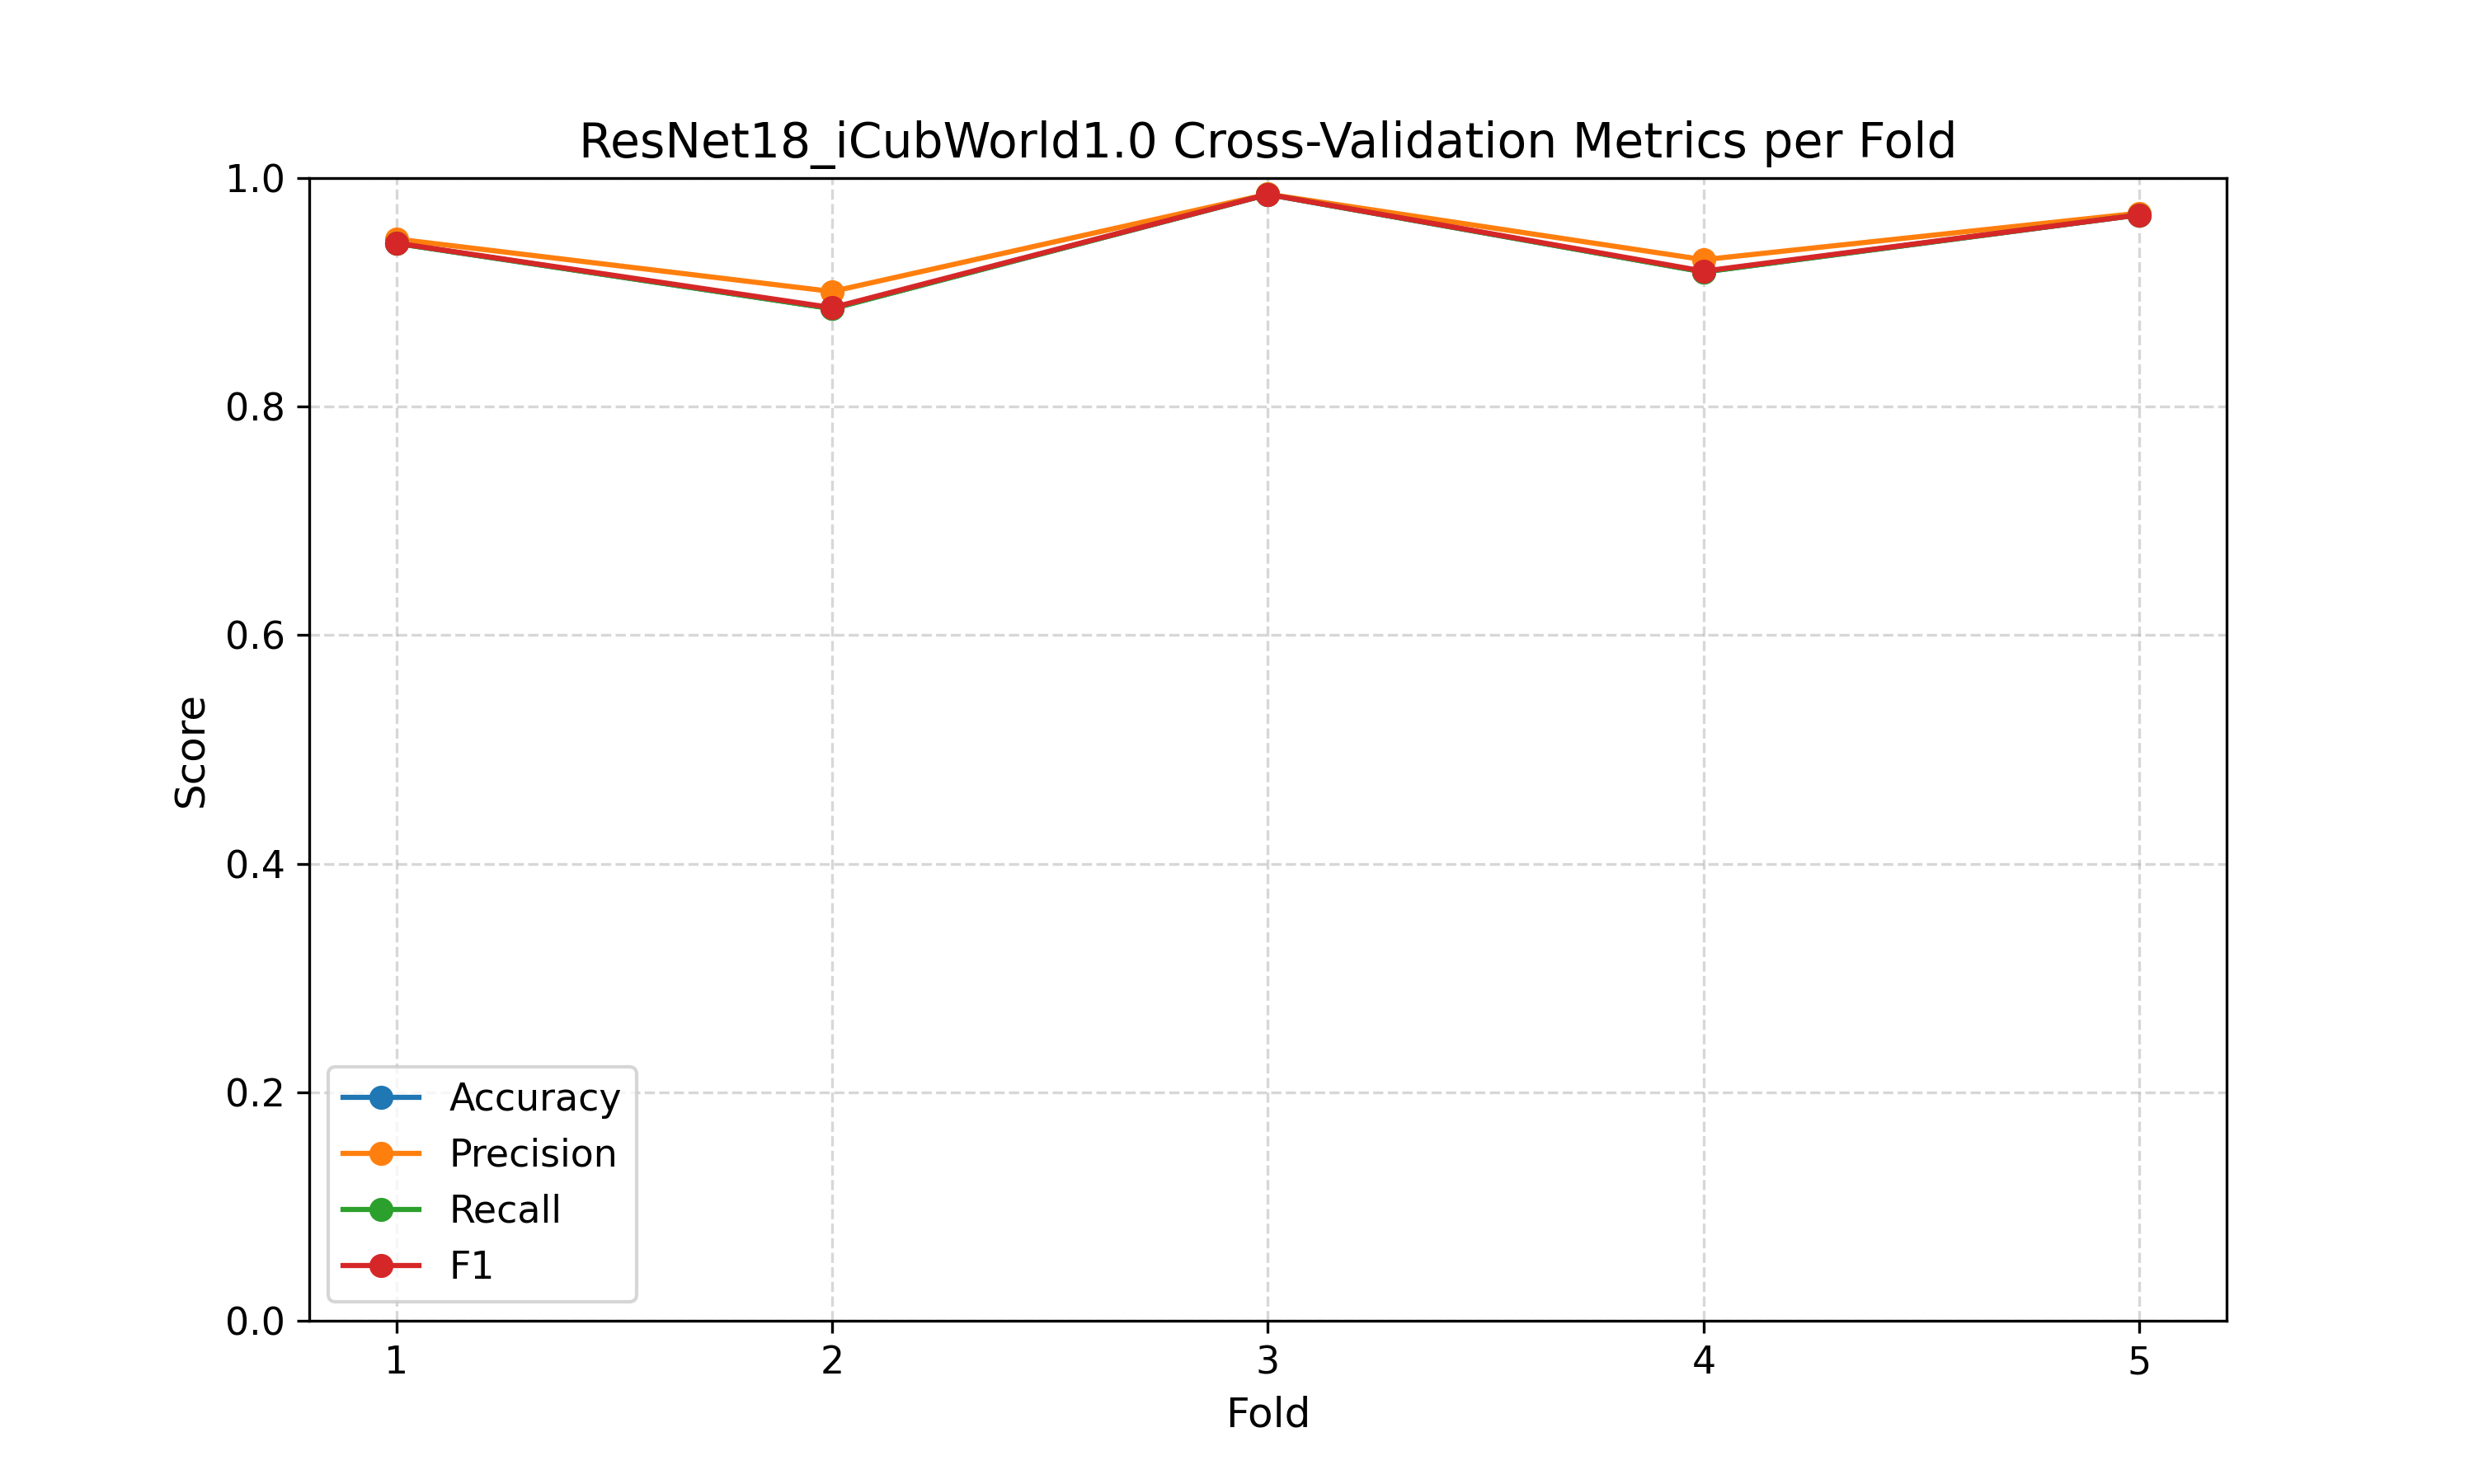 ResNet18_iCubWorld1.0 Cross-Validation Metrics per Fold
1.0
0.8
0.6
0.4
0.2
0.0
Score
Accuracy
Precision
Recall
F1
1 2 3 4 5
Fold